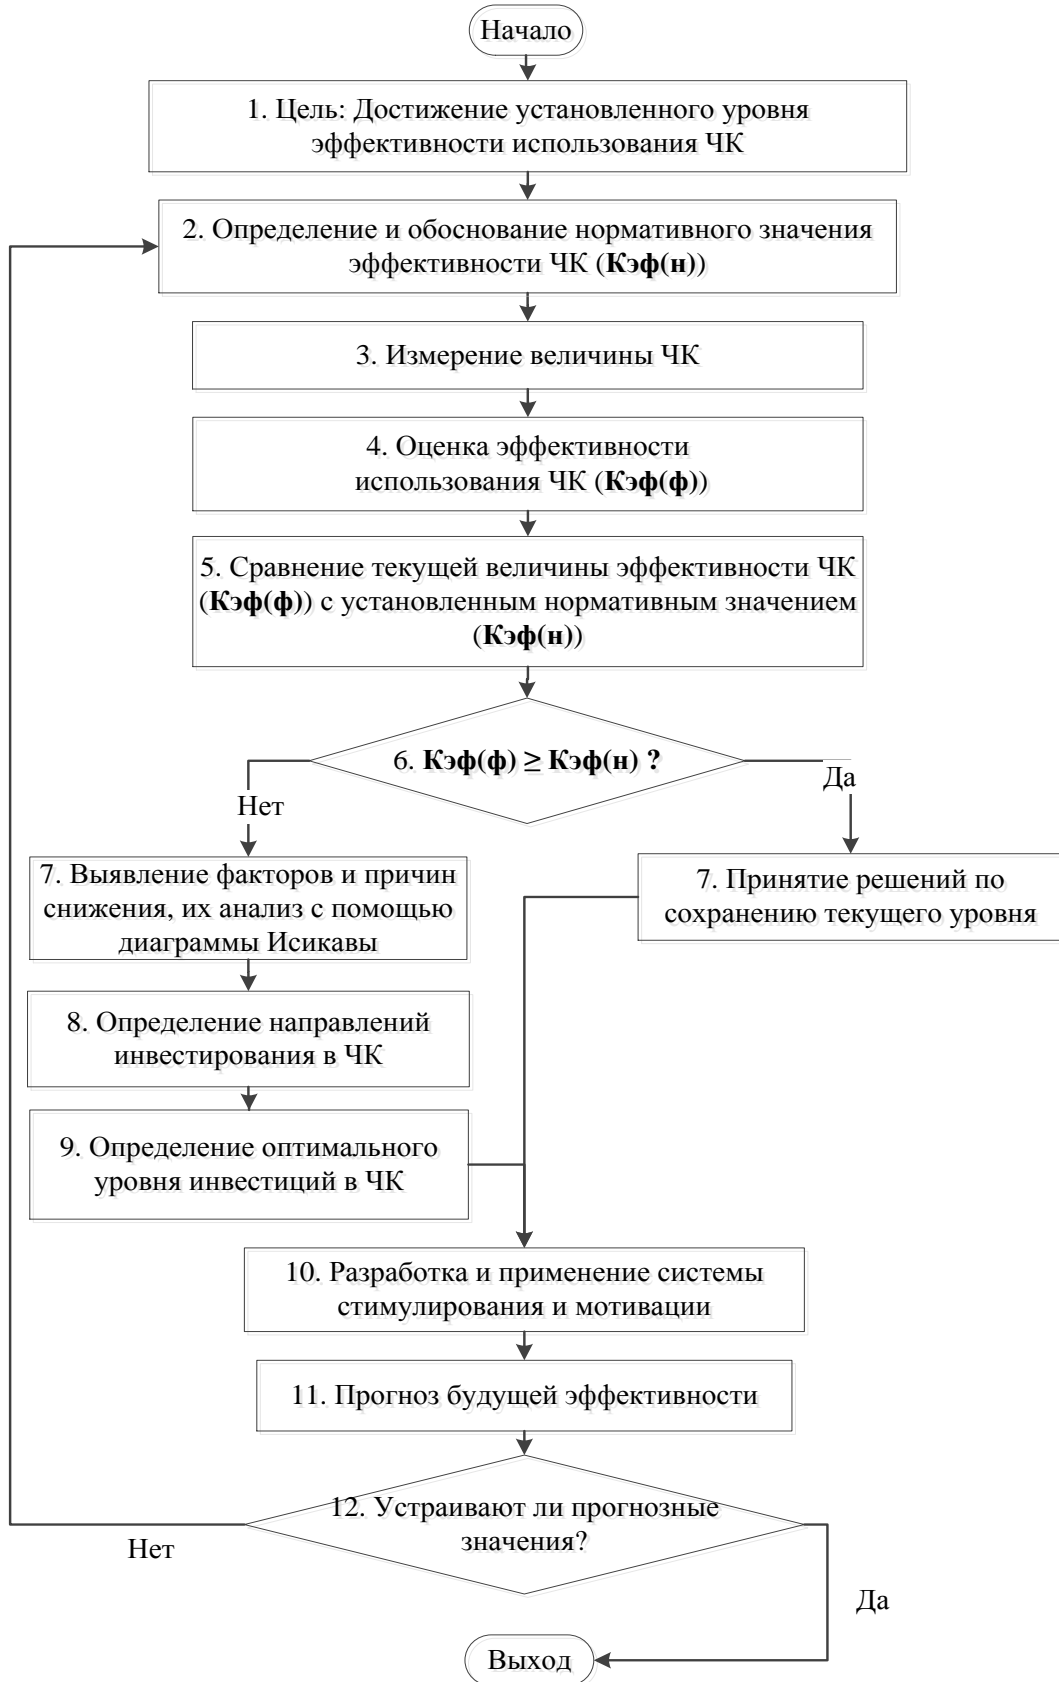 Начало
1. Цель: Достижение установленного уровня
эффективности использования ЧК
2. Определение и обоснование нормативного значения
эффективности ЧК (Кэф(н))
3. Измерение величины ЧК
4. Оценка эффективности
использования ЧК (Кэф(ф))
5. Сравнение текущей величины эффективности ЧК
(Кэф(ф)) с установленным нормативным значением
(Кэф(н))
6. Кэф(ф) ≥ Кэф(н) ?
Нет
Да
7. Выявление факторов и причин
снижения, их анализ с помощью
диаграммы Исикавы
7. Принятие решений по
сохранению текущего уровня
8. Определение направлений
инвестирования в ЧК
9. Определение оптимального
уровня инвестиций в ЧК
10. Разработка и применение системы
стимулирования и мотивации
11. Прогноз будущей эффективности
12. Устраивают ли прогнозные
значения?
Нет
Да
Выход